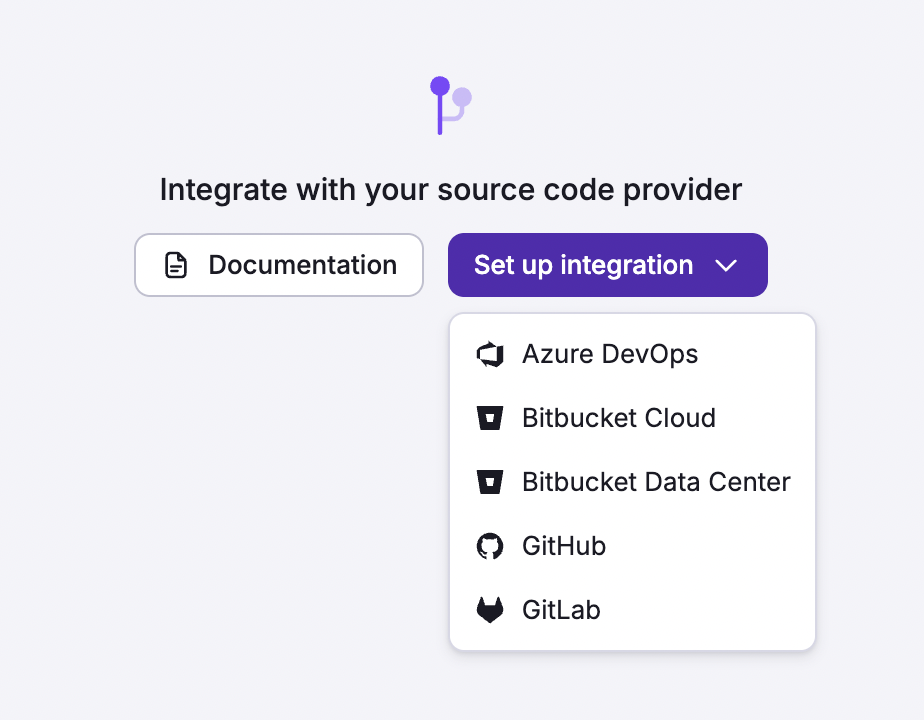 Integrate with your source code provider
Documentation
Set up integration
Azure DevOps
Bitbucket Cloud
Bitbucket Data Center
GitHub
GitLab